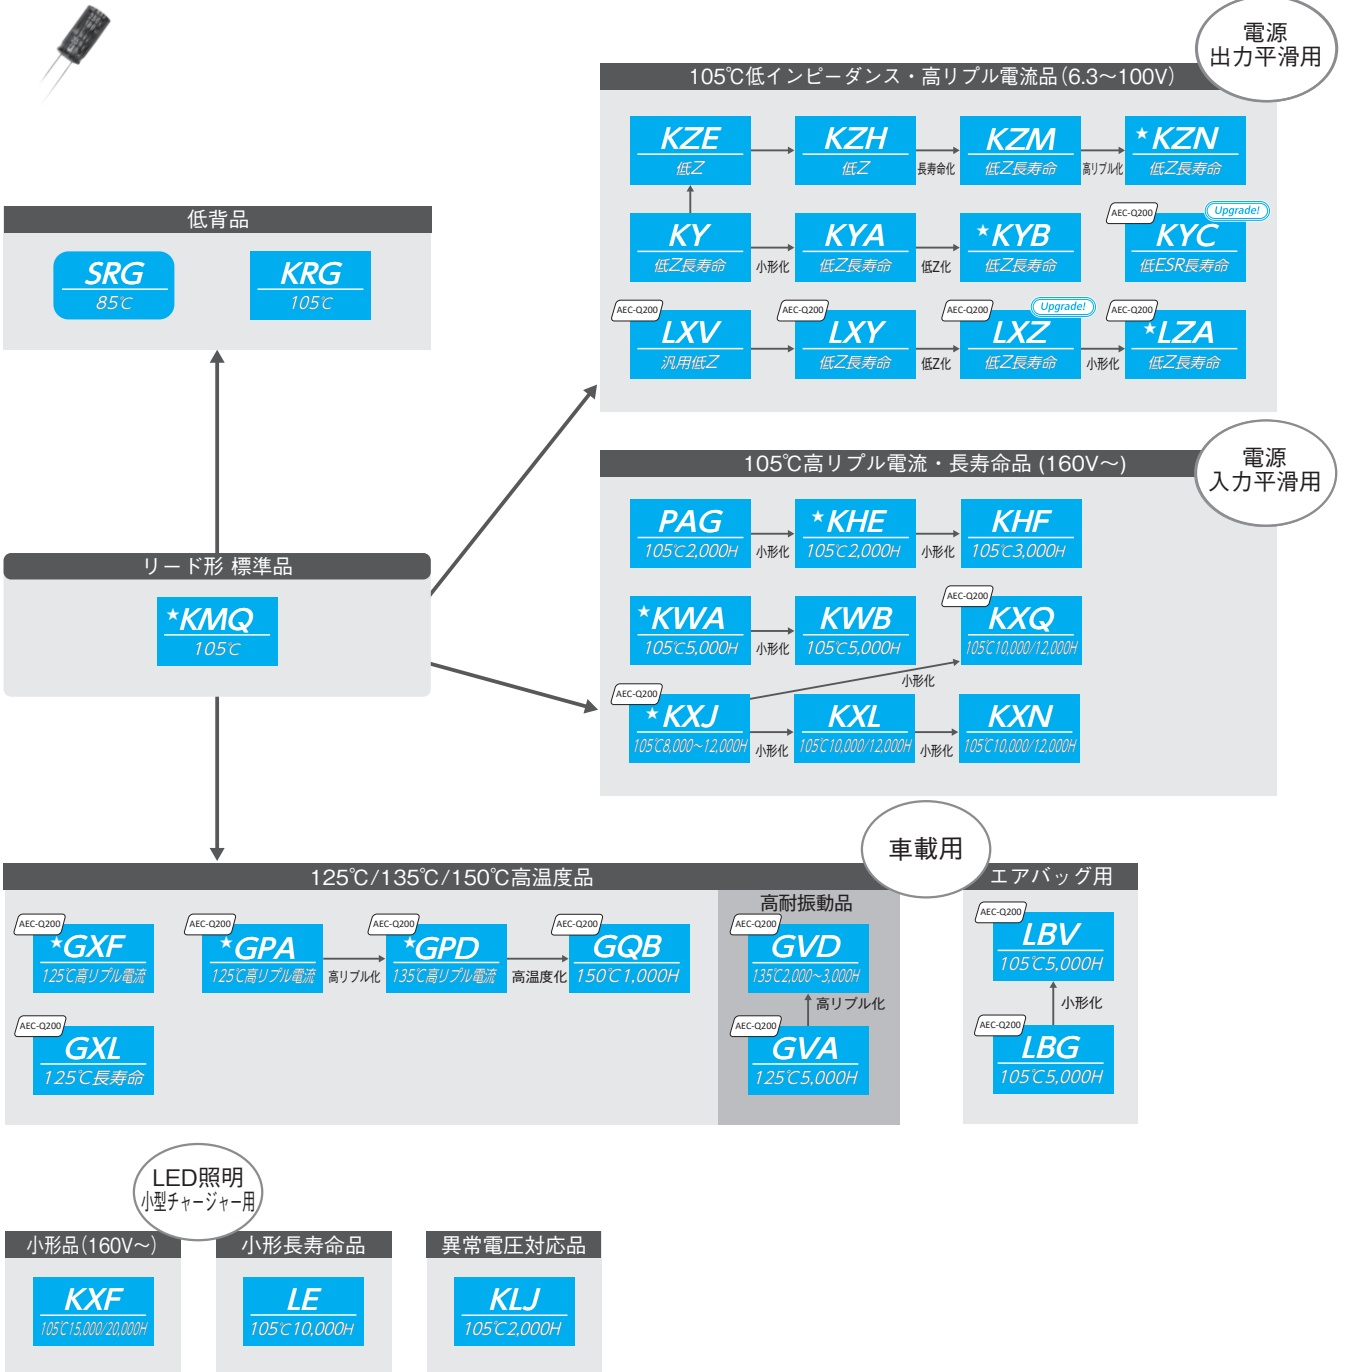 電源
出力平滑用
105℃低インピーダンス・高リプル電流品(6.3～100V)
KZE
低Z
KZH
低Z
長寿命化
KZM
低Z長寿命
高リプル化
★KZN
低Z長寿命
KY
低Z長寿命
小形化
KYA
低Z長寿命
低Z化
★KYB
低Z長寿命
AEC-Q200
Upgrade!
KYC
低ESR長寿命
AEC-Q200
LXV
汎用低Z
AEC-Q200
LXY
低Z長寿命
低Z化
AEC-Q200
Upgrade!
LXZ
低Z長寿命
小形化
AEC-Q200
★LZA
低Z長寿命
低背品
SRG
85℃
KRG
105℃
電源
入力平滑用
105℃高リプル電流・長寿命品 (160V～)
PAG
105℃2,000H
小形化
★KHE
105℃2,000H
小形化
KHF
105℃3,000H
★KWA
105℃5,000H
小形化
KWB
105℃5,000H
AEC-Q200
KXQ
105℃10,000/12,000H
小形化
AEC-Q200
★KXJ
105℃8,000～12,000H
小形化
KXL
105℃10,000/12,000H
小形化
KXN
105℃10,000/12,000H
リード形 標準品
★KMQ
105℃
車載用
125℃/135℃/150℃高温度品
AEC-Q200
★GXF
125℃高リプル電流
AEC-Q200
★GPA
125℃高リプル電流
高リプル化
AEC-Q200
★GPD
135℃高リプル電流
高温度化
AEC-Q200
GQB
150℃1,000H
AEC-Q200
GXL
125℃長寿命
高耐振動品
AEC-Q200
GVD
135℃2,000～3,000H
高リプル化
AEC-Q200
GVA
125℃5,000H
エアバッグ用
AEC-Q200
LBV
105℃5,000H
小形化
AEC-Q200
LBG
105℃5,000H
LED照明
小型チャージャー用
小形品(160V～)
KXF
105℃15,000/20,000H
小形長寿命品
LE
105℃10,000H
異常電圧対応品
KLJ
105℃2,000H